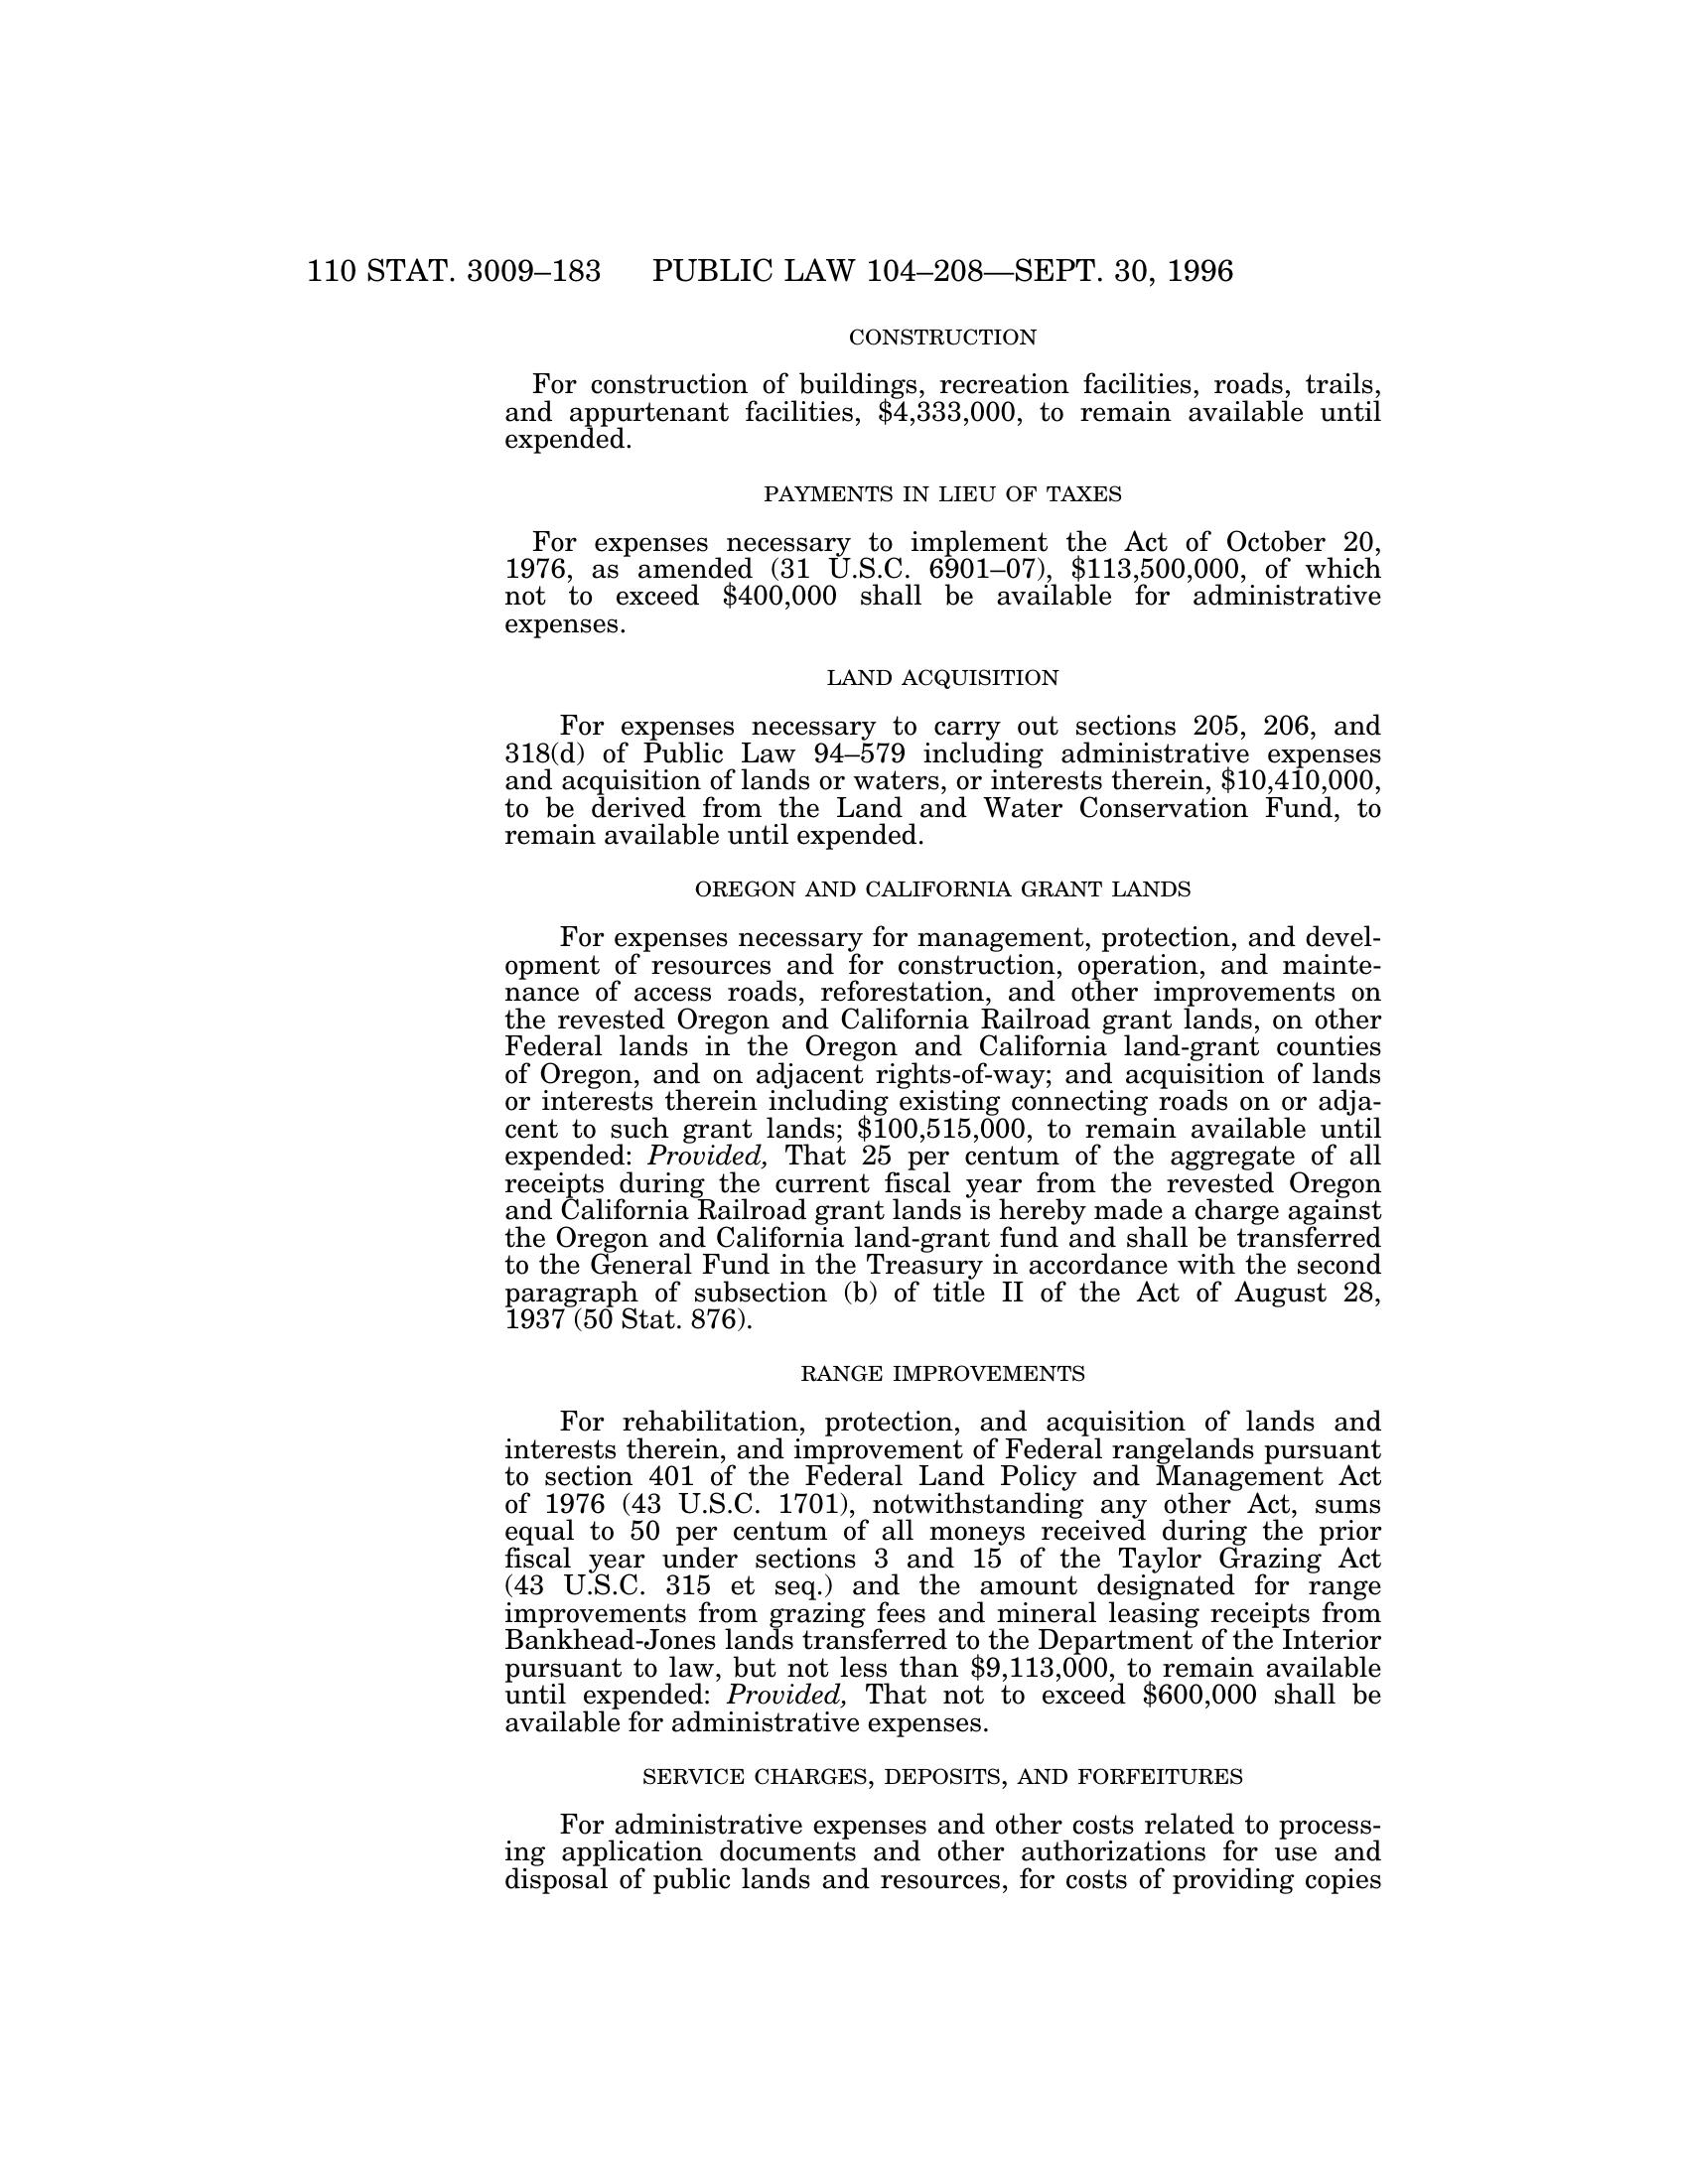 110 STAT. 3009–183 PUBLIC LAW 104–208—SEPT. 30, 1996
CONSTRUCTION
For construction of buildings, recreation facilities, roads, trails,
and appurtenant facilities, $4,333,000, to remain available until
expended.
PAYMENTS IN LIEU OF TAXES
For expenses necessary to implement the Act of October 20,
1976, as amended (31 U.S.C. 6901–07), $113,500,000, of which
not to exceed $400,000 shall be available for administrative
expenses.
LAND ACQUISITION
For expenses necessary to carry out sections 205, 206, and
318(d) of Public Law 94–579 including administrative expenses
and acquisition of lands or waters, or interests therein, $10,410,000,
to be derived from the Land and Water Conservation Fund, to
remain available until expended.
OREGON AND CALIFORNIA GRANT LANDS
For expenses necessary for management, protection, and devel-
opment of resources and for construction, operation, and mainte-
nance of access roads, reforestation, and other improvements on
the revested Oregon and California Railroad grant lands, on other
Federal lands in the Oregon and California land-grant counties
of Oregon, and on adjacent rights-of-way; and acquisition of lands
or interests therein including existing connecting roads on or adja-
cent to such grant lands; $100,515,000, to remain available until
expended: Provided, That 25 per centum of the aggregate of all
receipts during the current fiscal year from the revested Oregon
and California Railroad grant lands is hereby made a charge against
the Oregon and California land-grant fund and shall be transferred
to the General Fund in the Treasury in accordance with the second
paragraph of subsection (b) of title II of the Act of August 28,
1937 (50 Stat. 876).
RANGE IMPROVEMENTS
For rehabilitation, protection, and acquisition of lands and
interests therein, and improvement of Federal rangelands pursuant
to section 401 of the Federal Land Policy and Management Act
of 1976 (43 U.S.C. 1701), notwithstanding any other Act, sums
equal to 50 per centum of all moneys received during the prior
fiscal year under sections 3 and 15 of the Taylor Grazing Act
(43 U.S.C. 315 et seq.) and the amount designated for range
improvements from grazing fees and mineral leasing receipts from
Bankhead-Jones lands transferred to the Department of the Interior
pursuant to law, but not less than $9,113,000, to remain available
until expended: Provided, That not to exceed $600,000 shall be
available for administrative expenses.
SERVICE CHARGES, DEPOSITS, AND FORFEITURES
For administrative expenses and other costs related to process-
ing application documents and other authorizations for use and
disposal of public lands and resources, for costs of providing copies